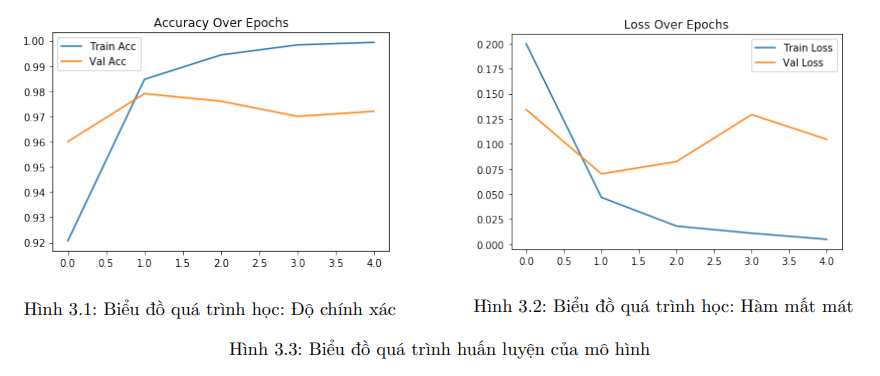 Accuracy Over Epochs
1.00
0.99
0.98
0.97
0.96
0.95
0.94
0.93
0.92
Train Acc
Val Acc
0.0 0.5 1.0 1.5 2.0 2.5 3.0 3.5 4.0
Hình 3.1: Biểu đồ quá trình học: Độ chính xác
Loss Over Epochs
0.200
0.175
0.150
0.125
0.100
0.075
0.050
0.025
0.000
Train Loss
Val Loss
0.0 0.5 1.0 1.5 2.0 2.5 3.0 3.5 4.0
Hình 3.2: Biểu đồ quá trình học: Hàm mất mát
Hình 3.3: Biểu đồ quá trình huấn luyện của mô hình